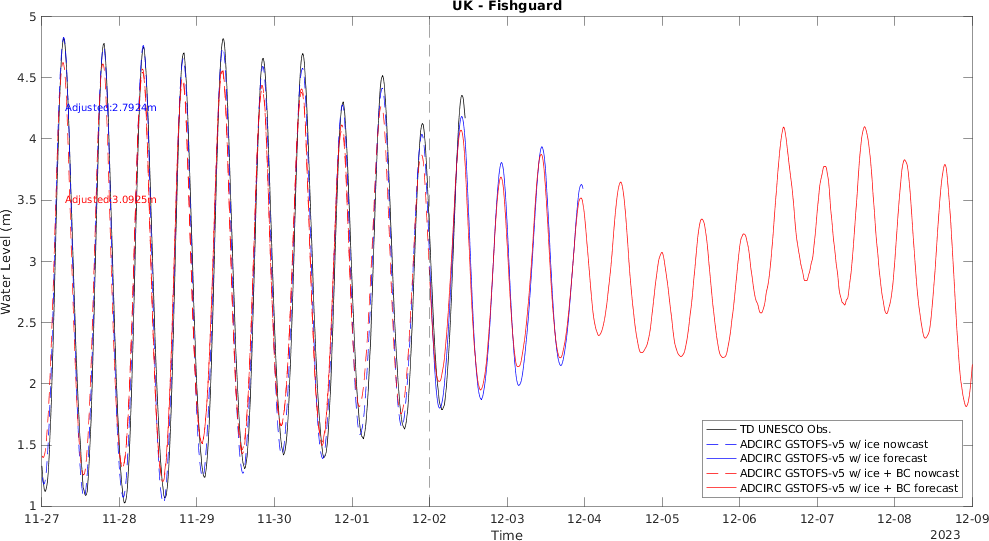 UK - Fishguard
5
4.5
4
3.5
3
2.5
2
1.5
1
Water Level (m)
Adjusted:2.7924m
Adjusted:3.0925m
TD UNESCO Obs.
ADCIRC GSTOFS-v5 w/ ice nowcast
ADCIRC GSTOFS-v5 w/ ice forecast
ADCIRC GSTOFS-v5 w/ ice + BC nowcast
ADCIRC GSTOFS-v5 w/ ice + BC forecast
11-27 11-28 11-29 11-30 12-01 12-02 12-03 12-04 12-05 12-06 12-07 12-08 12-09
Time
2023